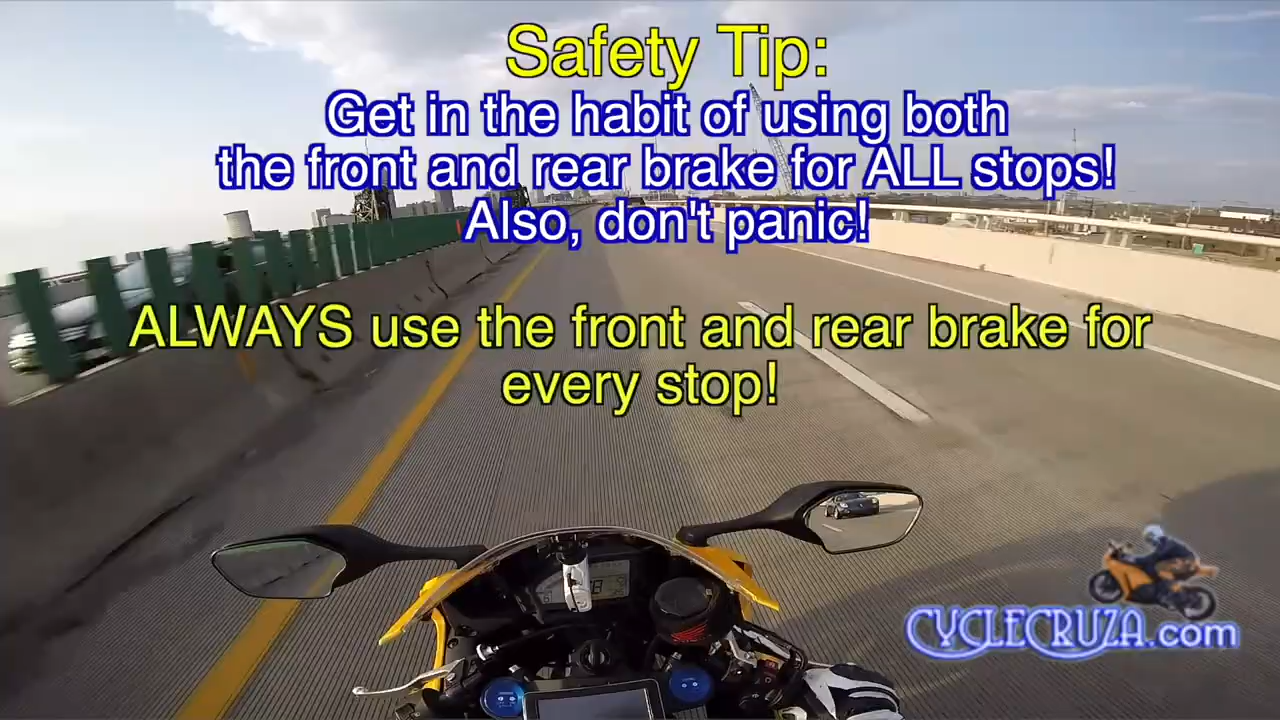 Safety Tip:
Get in the habit of using both
the front and rear brake for ALL stops!
Also, don't panic!
ALWAYS use the front and rear brake for
every stop!
CYCLECRUZA.com